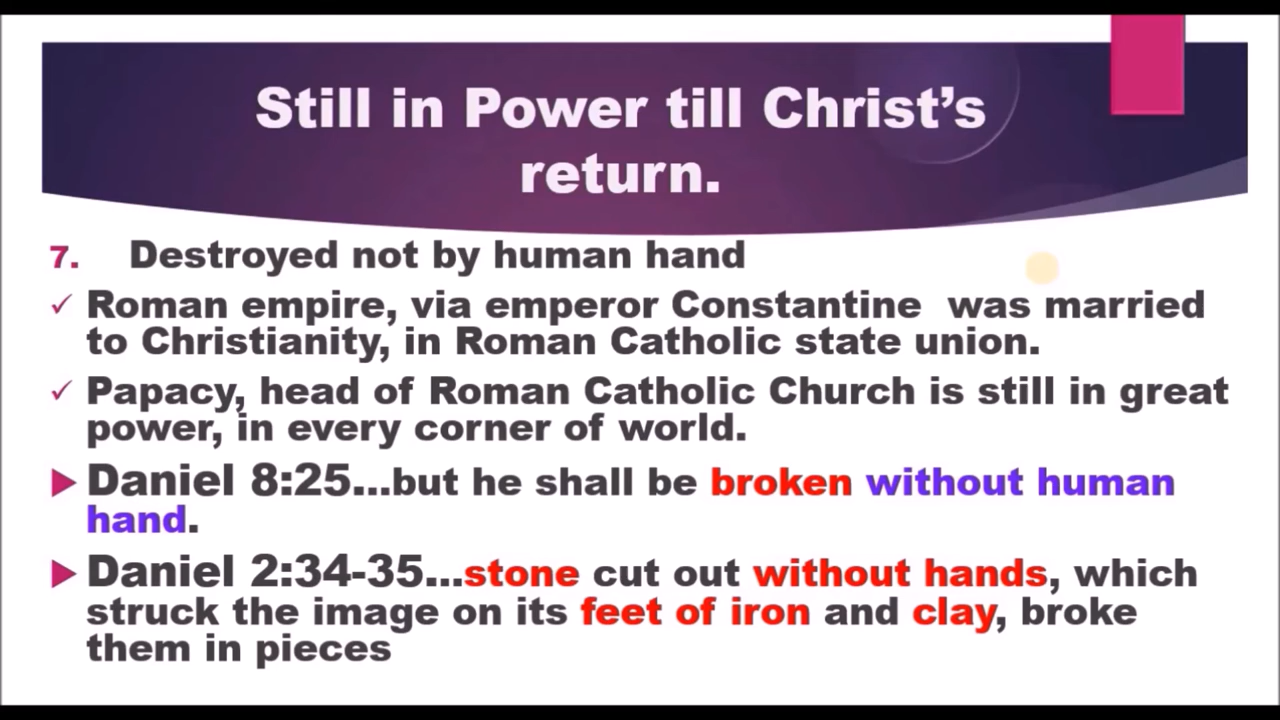 Still in Power till Christ’s
return.
7. Destroyed not by human hand
✓ Roman empire, via emperor Constantine was married
to Christianity, in Roman Catholic state union.
✓ Papacy, head of Roman Catholic Church is still in great
power, in every corner of world.
▶ Daniel 8:25...but he shall be broken without human
hand.
▶ Daniel 2:34-35...stone cut out without hands, which
struck the image on its feet of iron and clay, broke
them in pieces